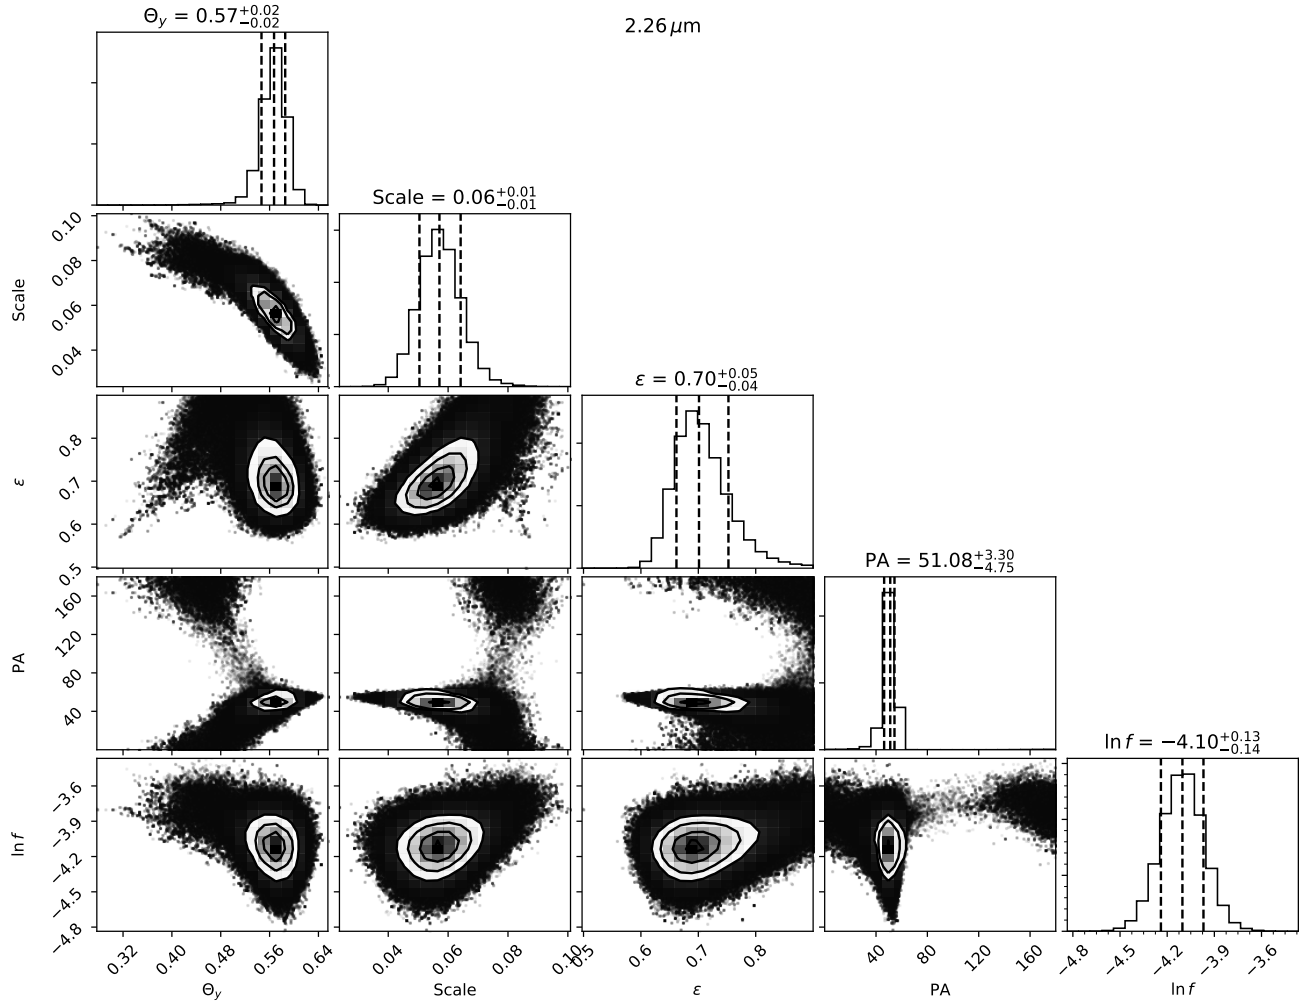 Θy = 0.57+0.02−0.02
2.26 μm
Scale = 0.06+0.01−0.01
0.10
0.08
0.06
0.04
Scale
ε = 0.70+0.05−0.04
0.8
0.7
0.6
0.5
ε
PA = 51.08+3.30−4.75
160
120
80
40
PA
ln f = −4.10+0.13−0.14
−3.6
−3.9
−4.2
−4.5
−4.8
ln f
0.32 0.40 0.48 0.56 0.64
0.04 0.06 0.08 0.10
0.5 0.6 0.7 0.8
40 80 120 160
−4.8 −4.5 −4.2 −3.9 −3.6
Θy Scale ε PA ln f